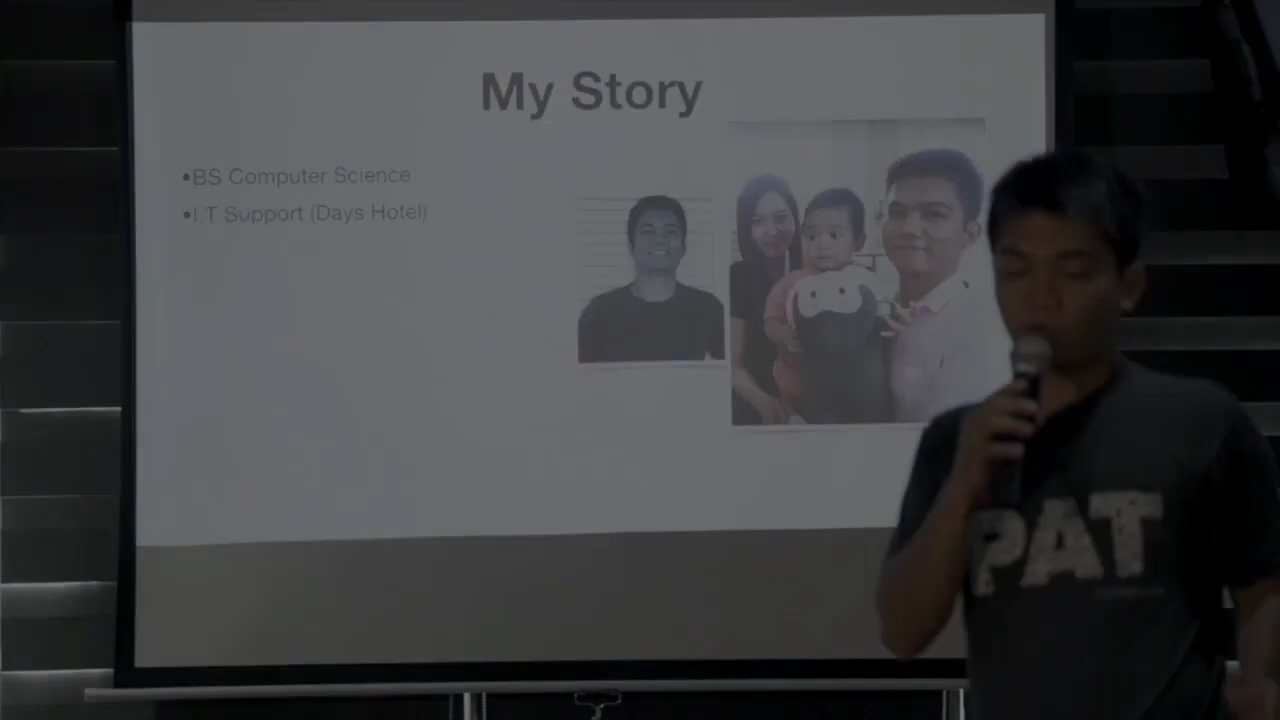 My Story
•BS Computer Science
•I.T Support (Days Hotel)
PAT